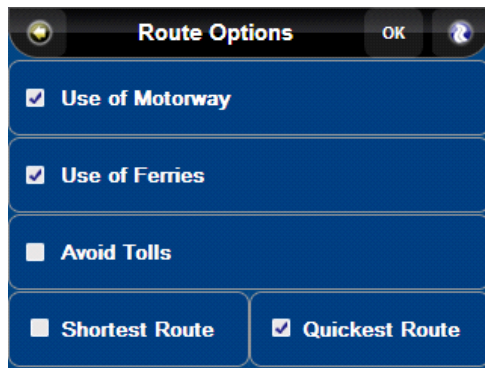 Route Options OK
Use of Motorway
Use of Ferries
Avoid Tolls
Shortest Route Quickest Route